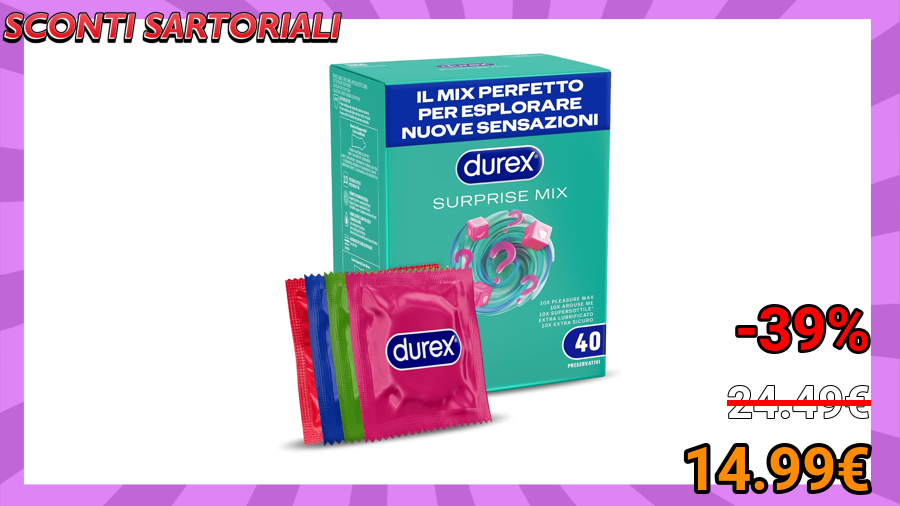 SCONTI SARTORIALI
IL MIX PERFETTO
PER ESPLORARE
NUOVE SENSAZIONI
durex®
SURPRISE MIX
10X PLEASURE MAX
10X AROUSE ME
10X SUPERSOTTILE*
EXTRA LUBRIFICATO
10X EXTRA SICURO
40
PRESERVATIVI
durex
-39%
24.49€
14.99€